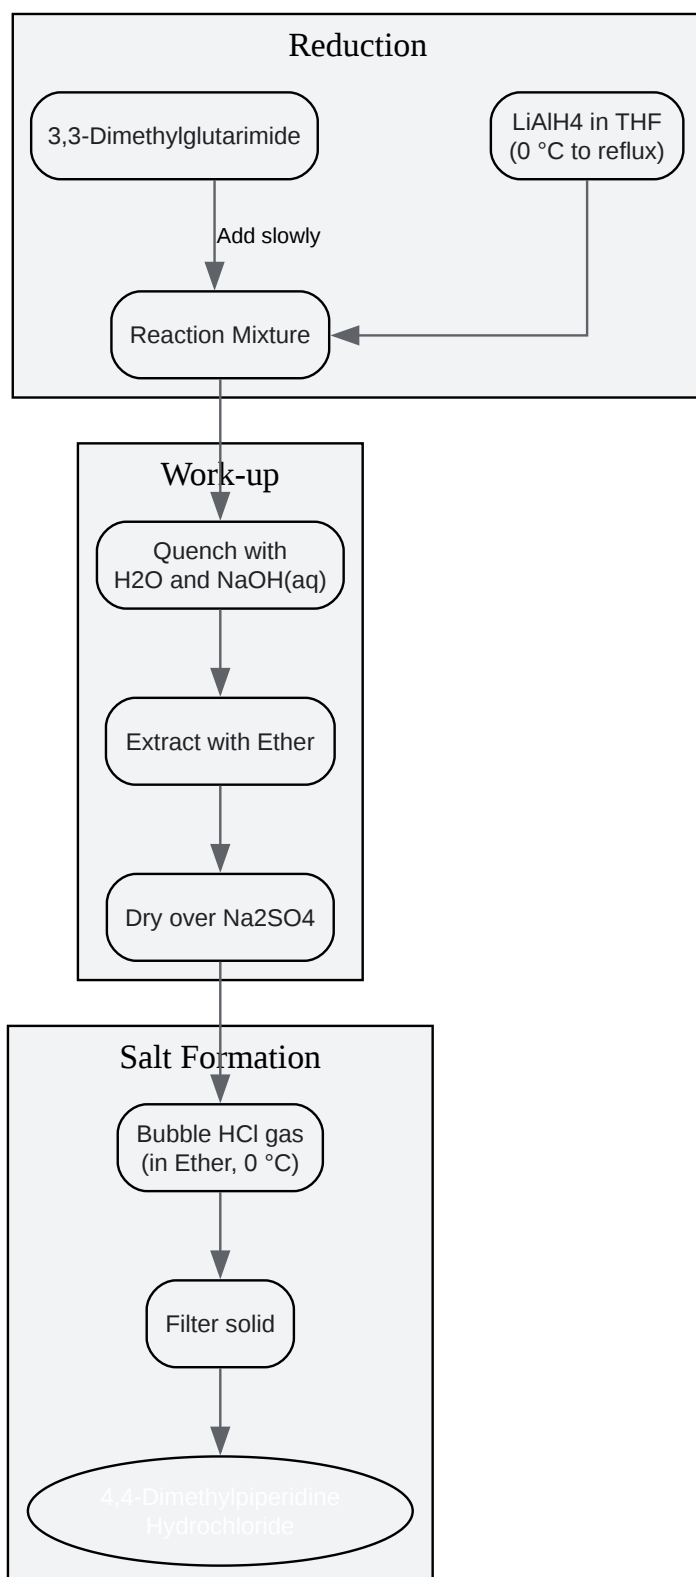 Reduction
3,3-Dimethylglutarimide
LiAlH4 in THF
(0 °C to reflux)
Add slowly
Reaction Mixture
Work-up
Quench with
H2O and NaOH(aq)
Extract with Ether
Dry over Na2SO4
Salt Formation
Bubble HCl gas
(in Ether, 0 °C)
Filter solid
4,4-Dimethylpiperidine
Hydrochloride